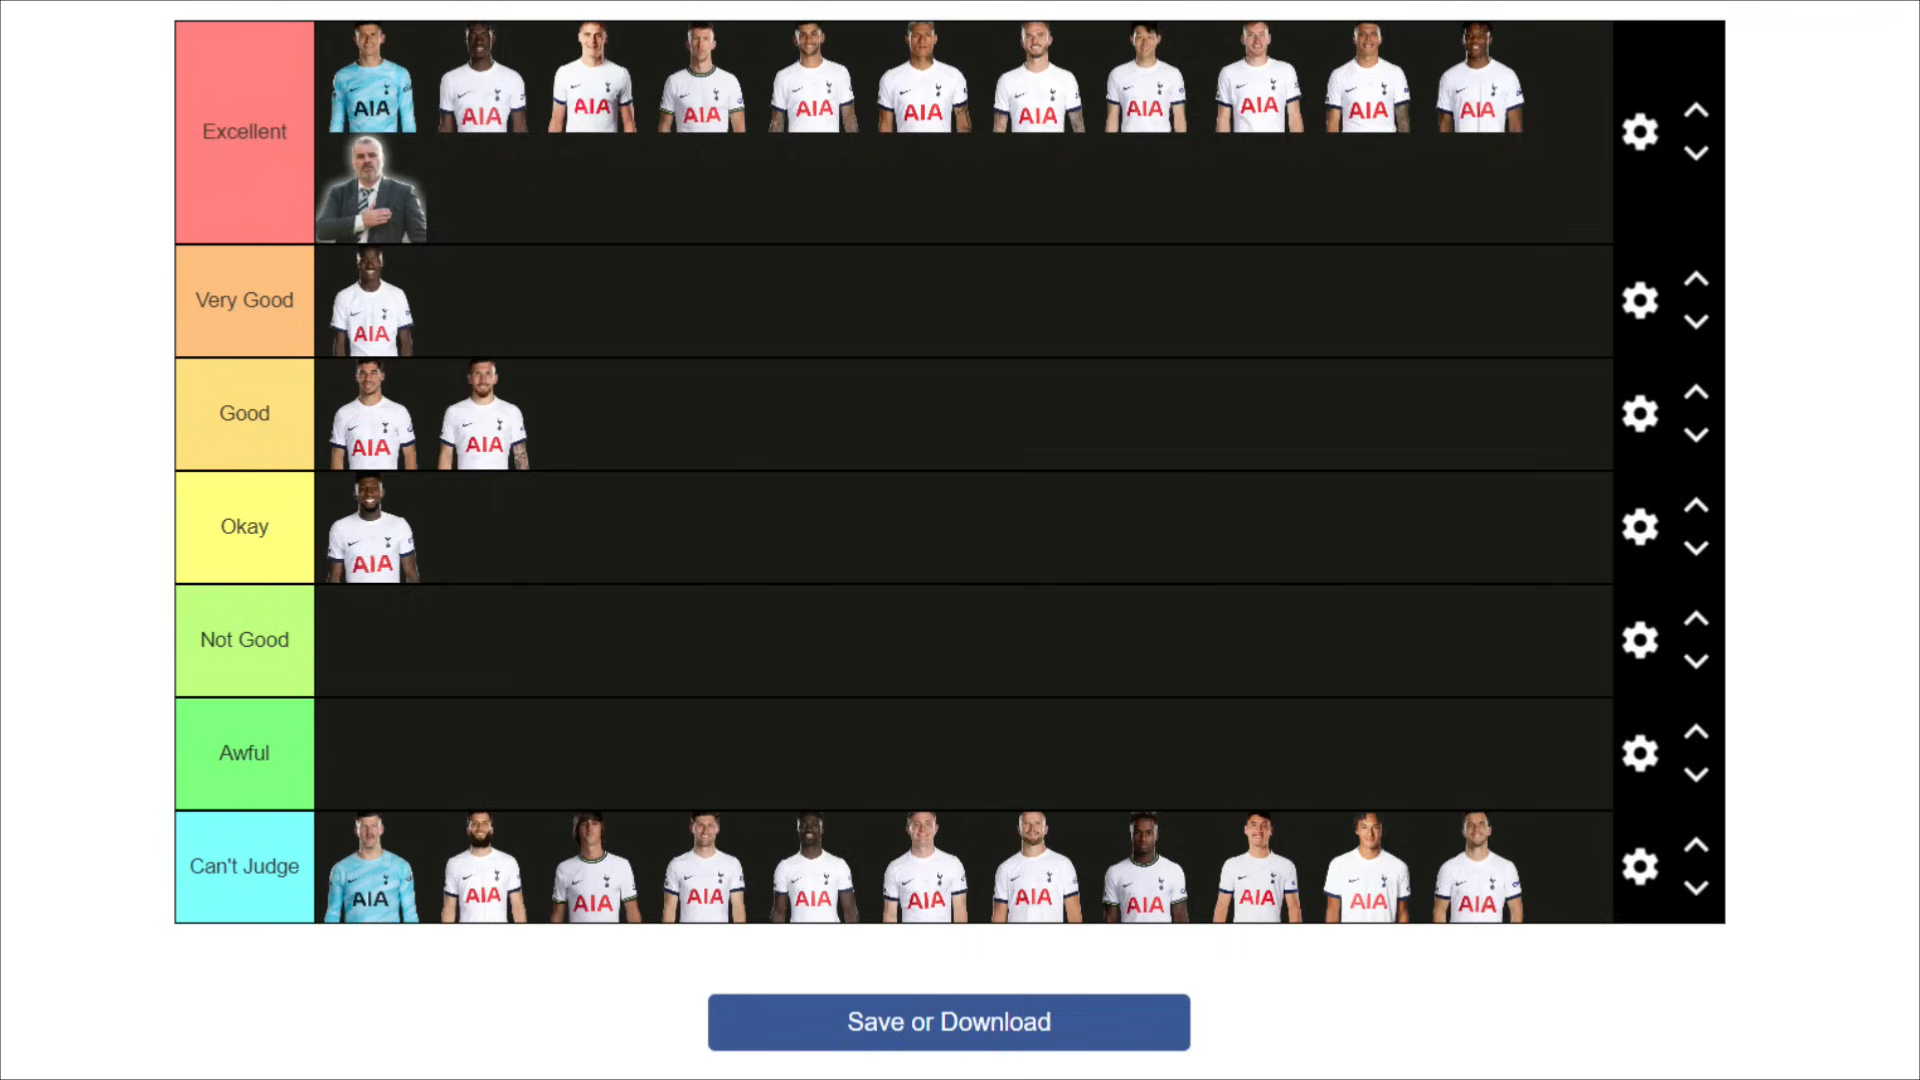 Excellent
AIA AIA AIA AIA AIA AIA AIA AIA AIA AIA AIA
Very Good
AIA
Good
AIA AIA
Okay
AIA
Not Good
Awful
Can't Judge
AIA AIA AIA AIA AIA AIA AIA AIA AIA AIA AIA
Save or Download